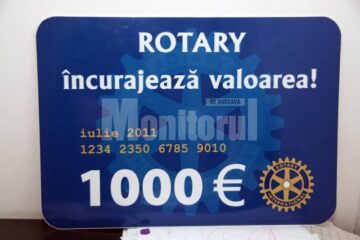 ROTARY
încurajează valoarea!
DE SUCEAVA
Monitorul
iulie 2011
1234 2350 6785 9010
1000 €
ROTARY
INTERNATIONAL